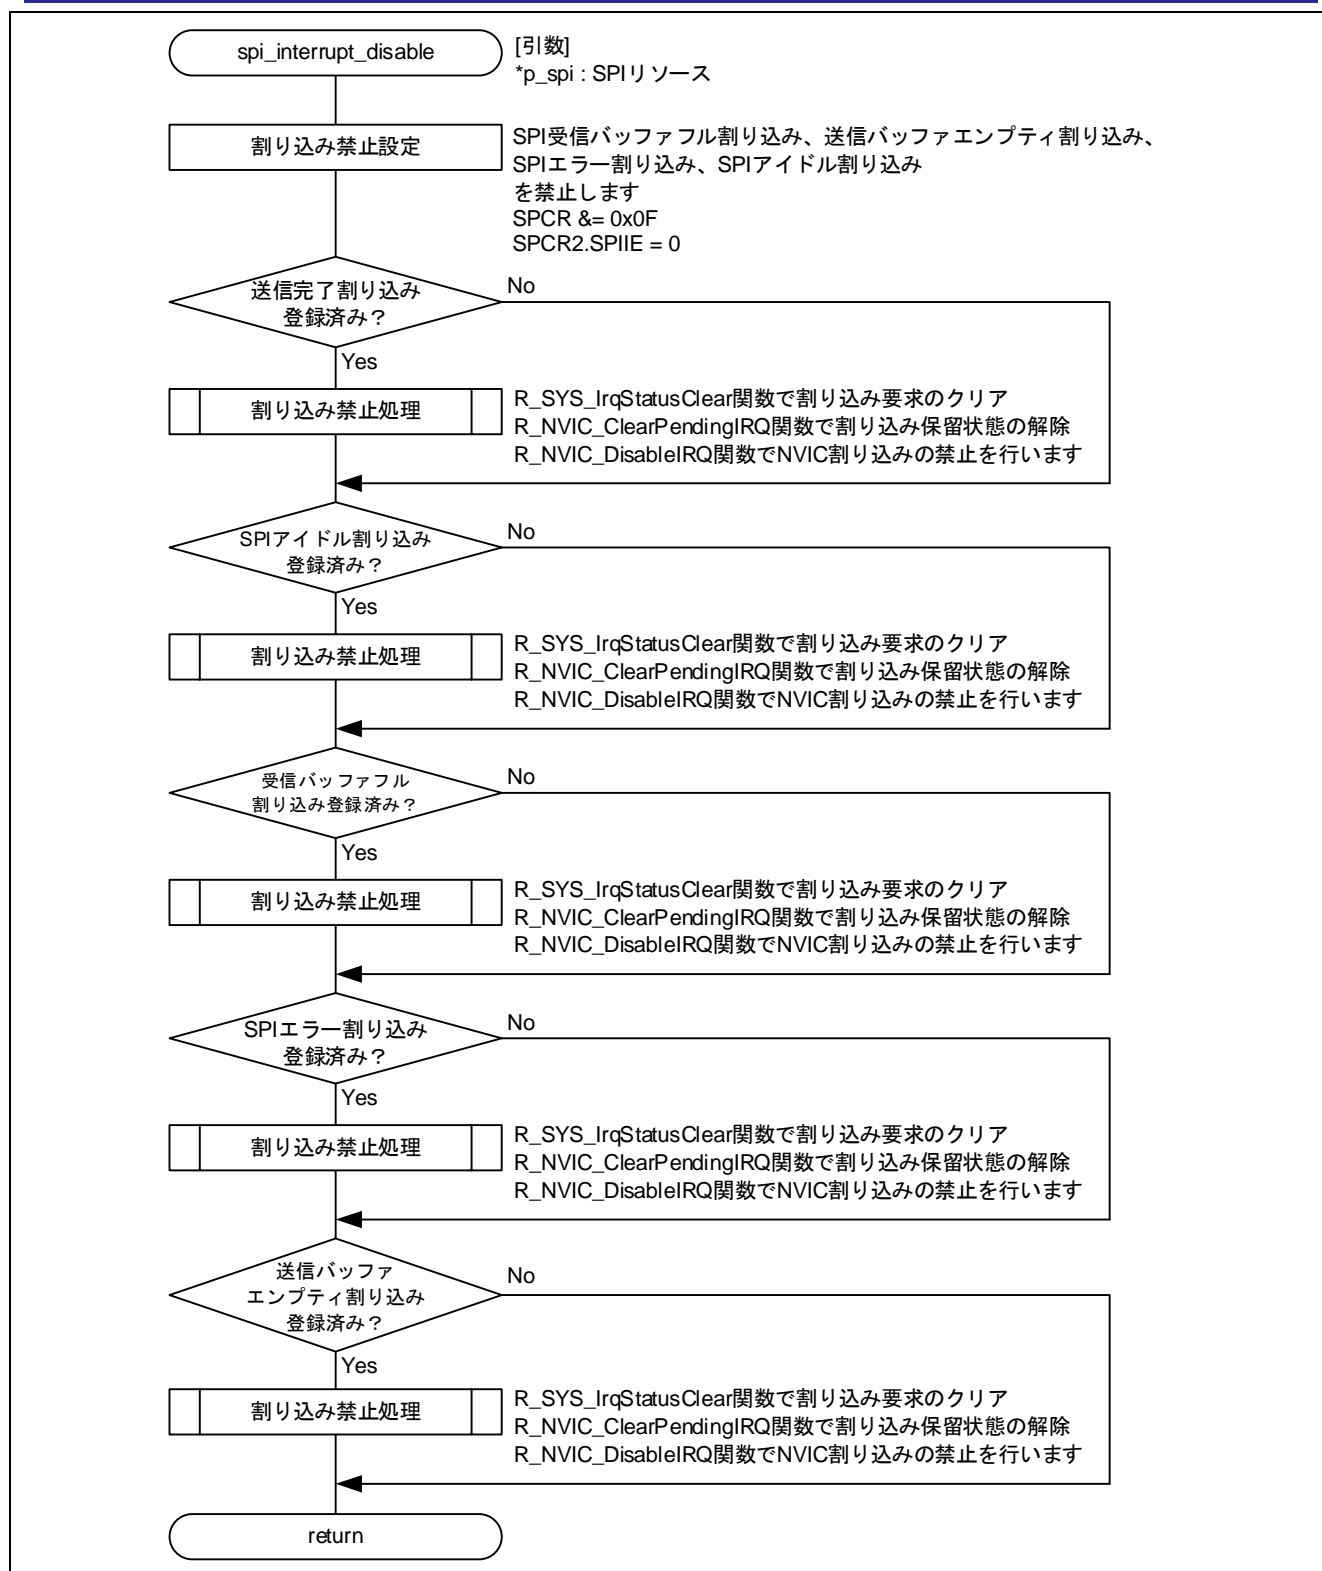 spi_interrupt_disable
[引数]
*p_spi : SPIリソース
割り込み禁止設定
SPI受信バッファフル割り込み、送信バッファエンプティ割り込み、
SPIエラー割り込み、SPIアイドル割り込み
を禁止します
SPCR &= 0x0F
SPCR2.SPIIE = 0
送信完了割り込み
登録済み？
No
Yes
割り込み禁止処理
R_SYS_IrqStatusClear関数で割り込み要求のクリア
R_NVIC_ClearPendingIRQ関数で割り込み保留状態の解除
R_NVIC_DisableIRQ関数でNVIC割り込みの禁止を行います
SPIアイドル割り込み
登録済み？
No
Yes
割り込み禁止処理
R_SYS_IrqStatusClear関数で割り込み要求のクリア
R_NVIC_ClearPendingIRQ関数で割り込み保留状態の解除
R_NVIC_DisableIRQ関数でNVIC割り込みの禁止を行います
受信バッファフル
割り込み登録済み？
No
Yes
割り込み禁止処理
R_SYS_IrqStatusClear関数で割り込み要求のクリア
R_NVIC_ClearPendingIRQ関数で割り込み保留状態の解除
R_NVIC_DisableIRQ関数でNVIC割り込みの禁止を行います
SPIエラー割り込み
登録済み？
No
Yes
割り込み禁止処理
R_SYS_IrqStatusClear関数で割り込み要求のクリア
R_NVIC_ClearPendingIRQ関数で割り込み保留状態の解除
R_NVIC_DisableIRQ関数でNVIC割り込みの禁止を行います
送信バッファ
エンプティ割り込み
登録済み？
No
Yes
割り込み禁止処理
R_SYS_IrqStatusClear関数で割り込み要求のクリア
R_NVIC_ClearPendingIRQ関数で割り込み保留状態の解除
R_NVIC_DisableIRQ関数でNVIC割り込みの禁止を行います
return